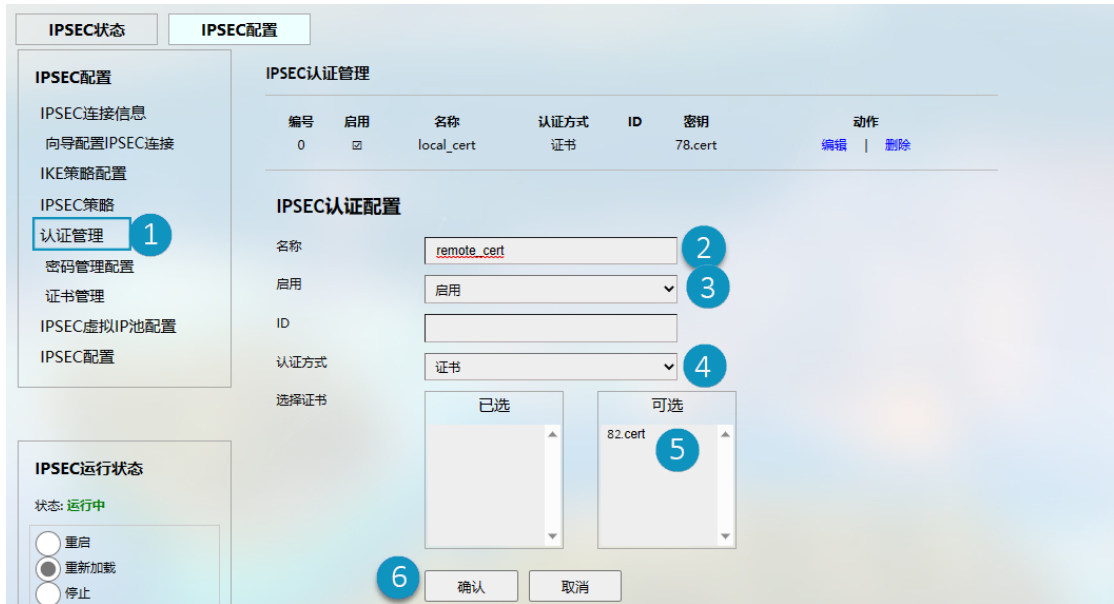 IPSEC状态 IPSEC配置
IPSEC配置
IPSEC连接信息
向导配置IPSEC连接
IKE策略配置
IPSEC策略
认证管理 1
密码管理配置
证书管理
IPSEC虚拟IP池配置
IPSEC配置
IPSEC运行状态
状态: 运行中
重启
重新加载
停止
IPSEC认证管理
编号 启用 名称 认证方式 ID 密钥 动作
0 local_cert 证书 78.cert 编辑 | 删除
IPSEC认证配置
名称 remote_cert 2
启用 启用 3
ID
认证方式 证书 4
选择证书 已选 可选
82.cert 5
6 确认 取消